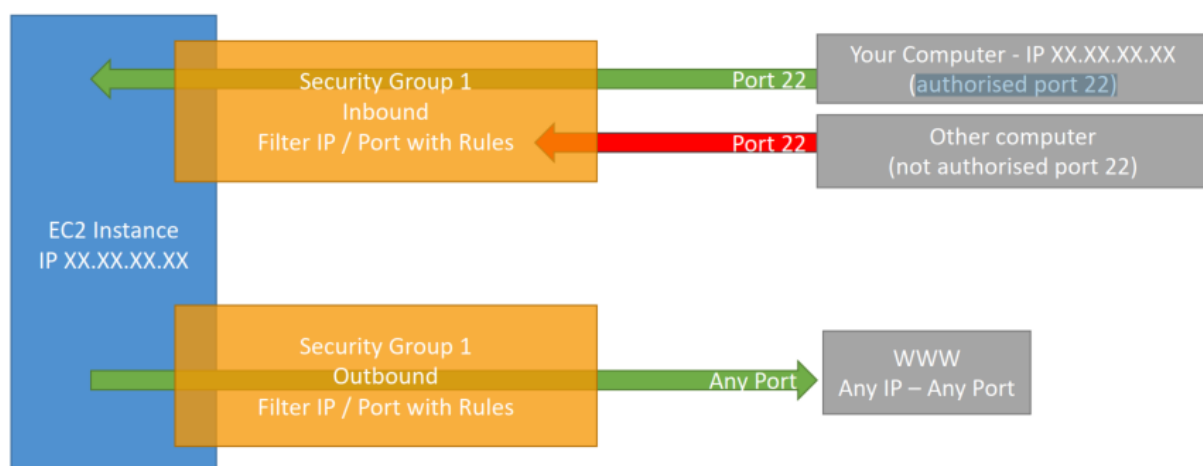 Your Computer - IP XX.XX.XX.XX
(authorised port 22)
Security Group 1
Inbound
Filter IP / Port with Rules
Port 22
Port 22
Other computer
(not authorised port 22)
EC2 Instance
IP XX.XX.XX.XX
Security Group 1
Outbound
Filter IP / Port with Rules
Any Port
WWW
Any IP – Any Port